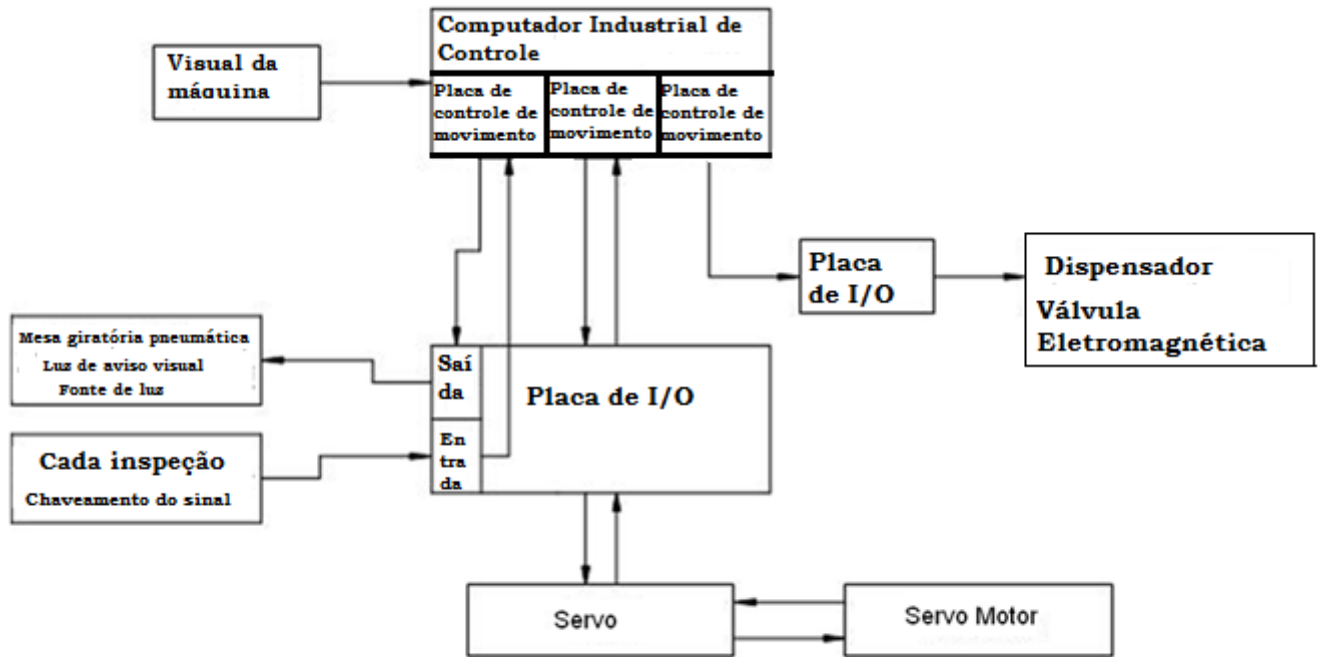 Computador Industrial de
Controle
Visual da
máquina
Placa de
controle de
movimento
Placa de
controle de
movimento
Placa de
controle de
movimento
Placa
de I/O
Dispensador
Válvula
Eletromagnética
Mesa giratória pneumática
Luz de aviso visual
Fonte de luz
Saí
da
Placa de I/O
Cada inspeção
Chaveamento do sinal
En
tra
da
Servo
Servo Motor